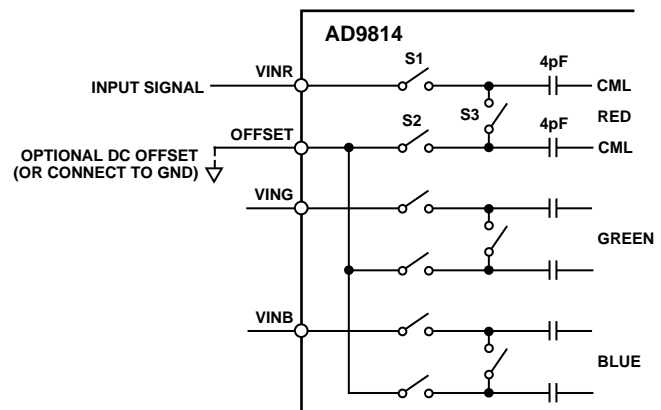 AD9814
S1
4pF
VINR
INPUT SIGNAL
CML
S3
RED
OFFSET
S2
4pF
OPTIONAL DC OFFSET
(OR CONNECT TO GND)
CML
VING
GREEN
VINB
BLUE